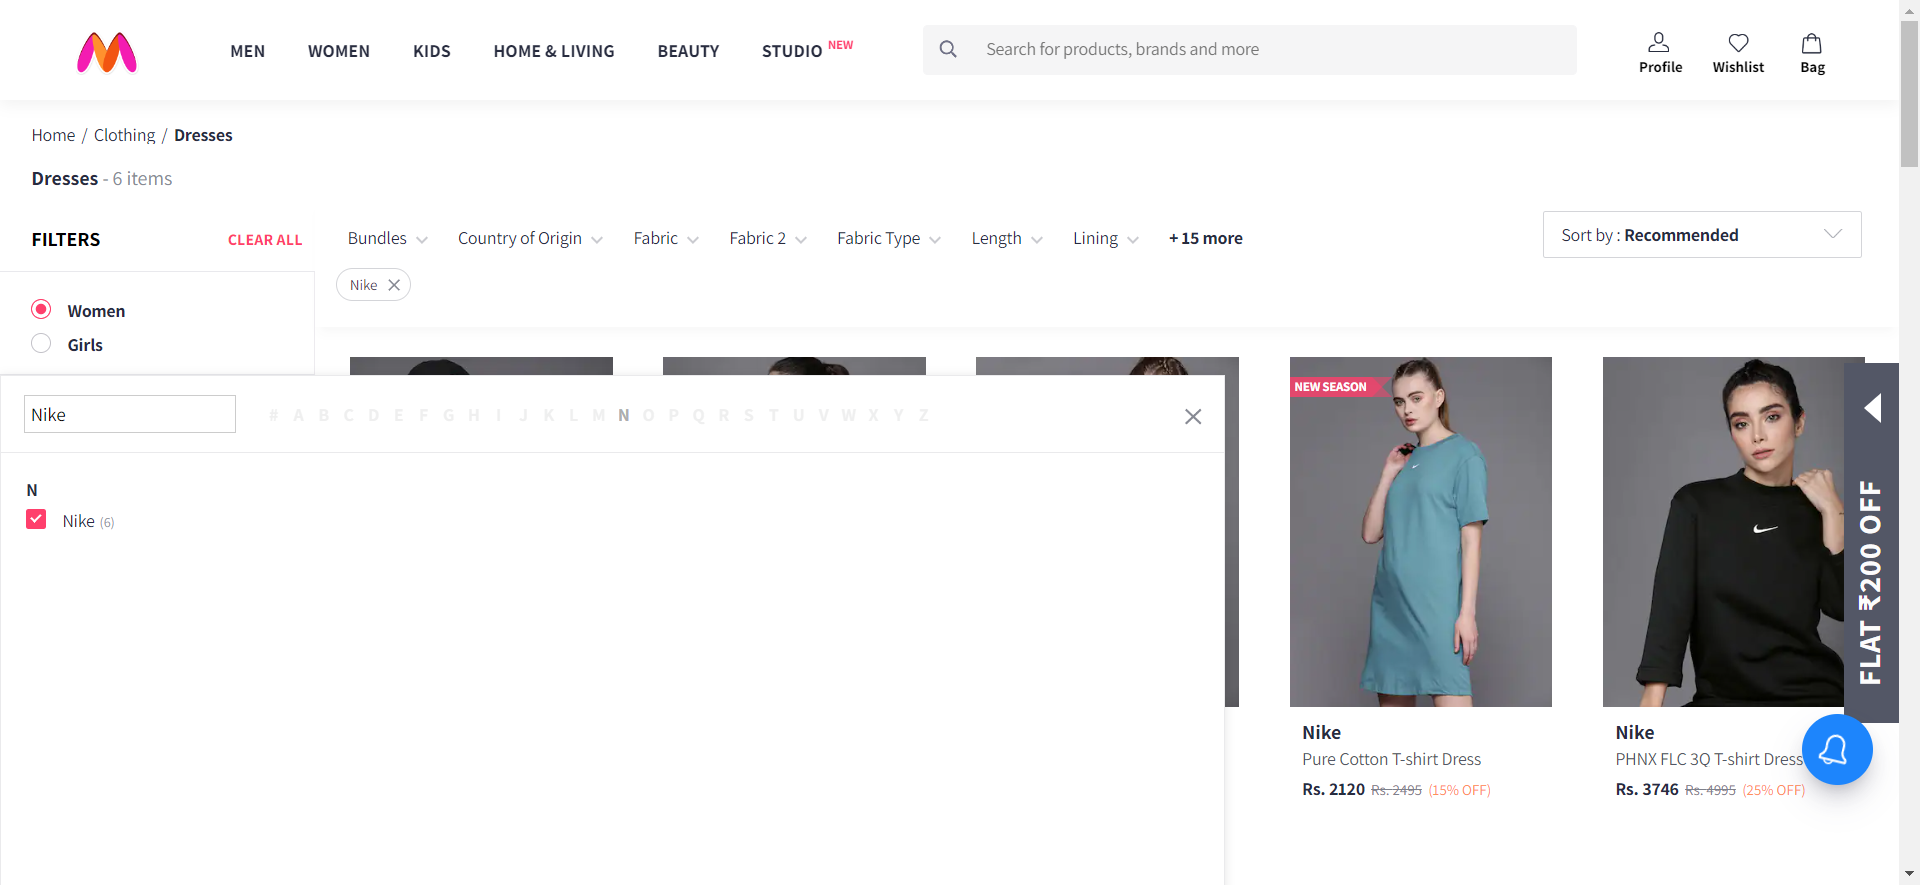 MEN WOMEN KIDS HOME & LIVING BEAUTY STUDIO NEW
Search for products, brands and more
Profile Wishlist Bag
Home / Clothing / Dresses
Dresses - 6 items
FILTERS CLEAR ALL
Bundles Country of Origin Fabric Fabric 2 Fabric Type Length Lining + 15 more
Sort by : Recommended
Nike
Women
Girls
Nike
# A B C D E F G H I J K L M N O P Q R S T U V W X Y Z
N
Nike (6)
NEW SEASON
FLAT ₹200 OFF
Nike
Pure Cotton T-shirt Dress
Rs. 2120 Rs. 2495 (15% OFF)
Nike
PHNX FLC 3Q T-shirt Dress
Rs. 3746 Rs. 4995 (25% OFF)